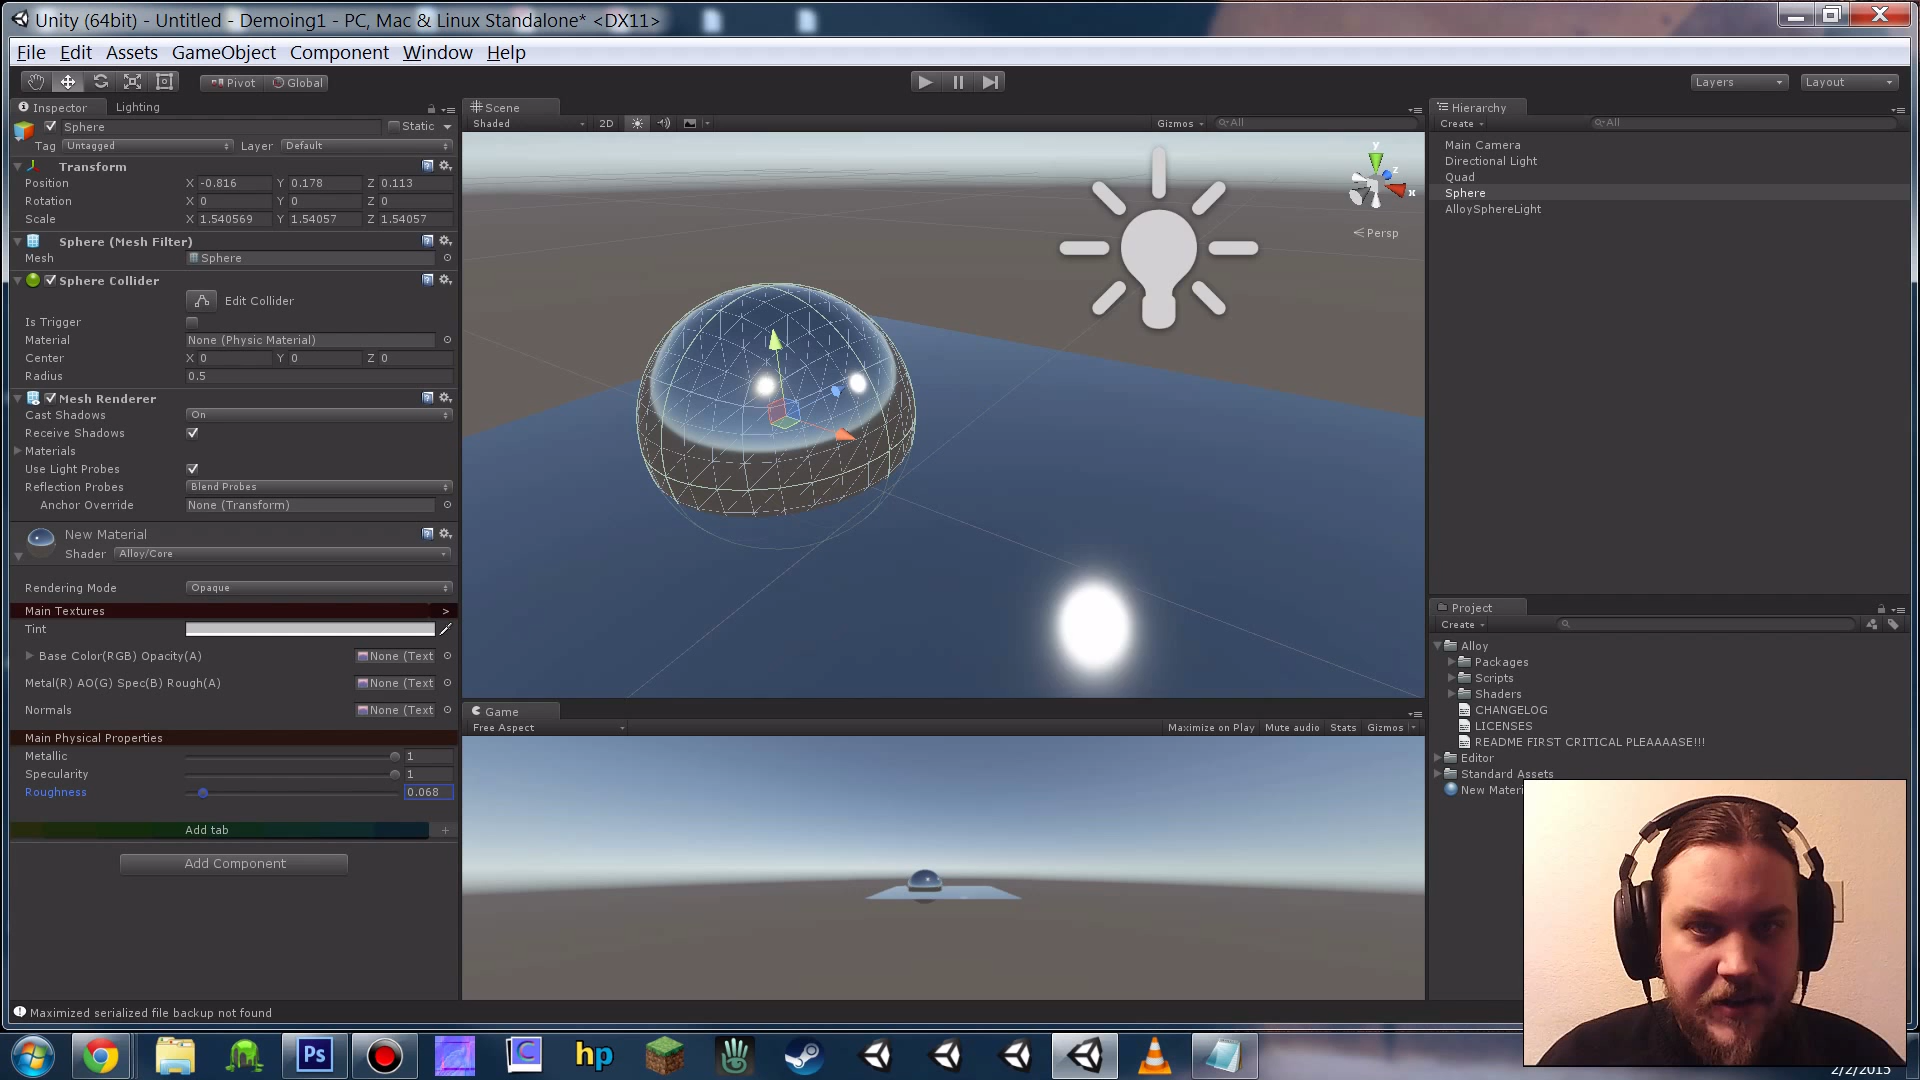 Unity (64bit) - Untitled - Demoing1 - PC, Mac & Linux Standalone* <DX11>
File Edit Assets GameObject Component Window Help
Pivot Global
Layers Layout
Inspector Lighting
Sphere Static
Tag Untagged Layer Default
Transform
Position X -0.816 Y 0.178 Z 0.113
Rotation X 0 Y 0 Z 0
Scale X 1.540569 Y 1.54057 Z 1.54057
Sphere (Mesh Filter)
Mesh Sphere
Sphere Collider
Edit Collider
Is Trigger
Material None (Physic Material)
Center X 0 Y 0 Z 0
Radius 0.5
Mesh Renderer
Cast Shadows On
Receive Shadows
Materials
Use Light Probes
Reflection Probes Blend Probes
Anchor Override None (Transform)
New Material
Shader Alloy/Core
Rendering Mode Opaque
Main Textures >
Tint
Base Color(RGB) Opacity(A) None (Text
Metal(R) AO(G) Spec(B) Rough(A) None (Text
Normals None (Text
Main Physical Properties
Metallic 1
Specularity 1
Roughness 0.068
Add tab +
Add Component
Maximized serialized file backup not found
Scene
Shaded 2D Gizmos All
y
z
x
Persp
Game
Free Aspect Maximize on Play Mute audio Stats Gizmos
Hierarchy
Create All
Main Camera
Directional Light
Quad
Sphere
AlloySphereLight
Project
Create
Alloy
Packages
Scripts
Shaders
CHANGELOG
LICENSES
README FIRST CRITICAL PLEAAAASE!!!
Editor
Standard Assets
New Materi
Ps
C
hp
2/2/2015